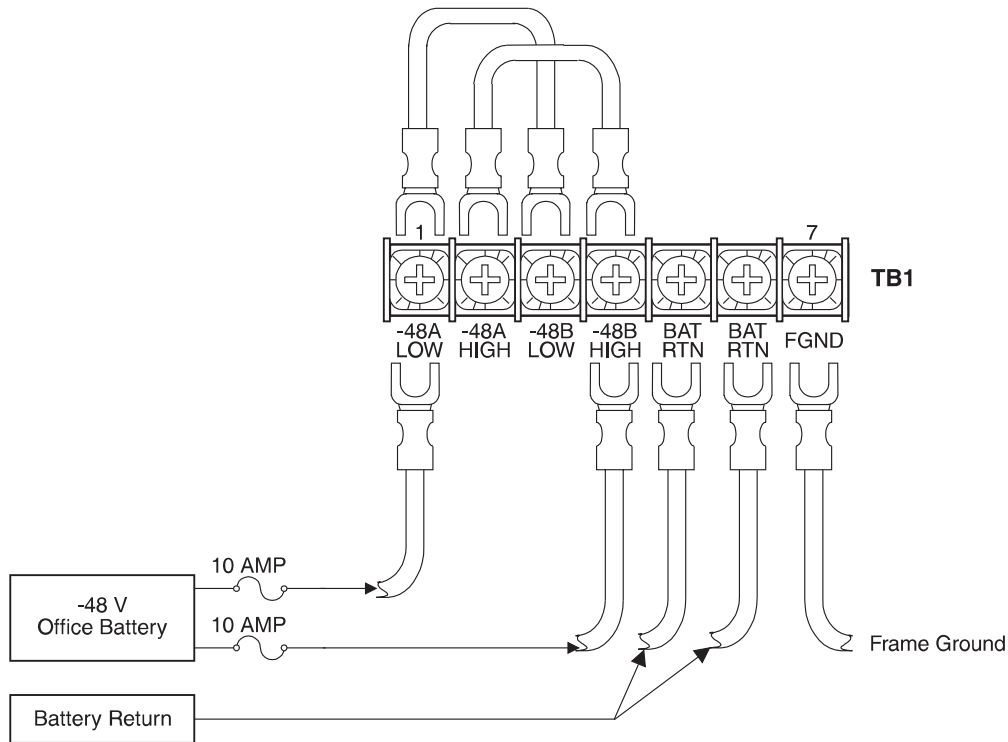 1
7
TB1
-48A
LOW
-48A
HIGH
-48B
LOW
-48B
HIGH
BAT
RTN
BAT
RTN
FGND
10 AMP
-48 V
Office Battery
10 AMP
Frame Ground
Battery Return